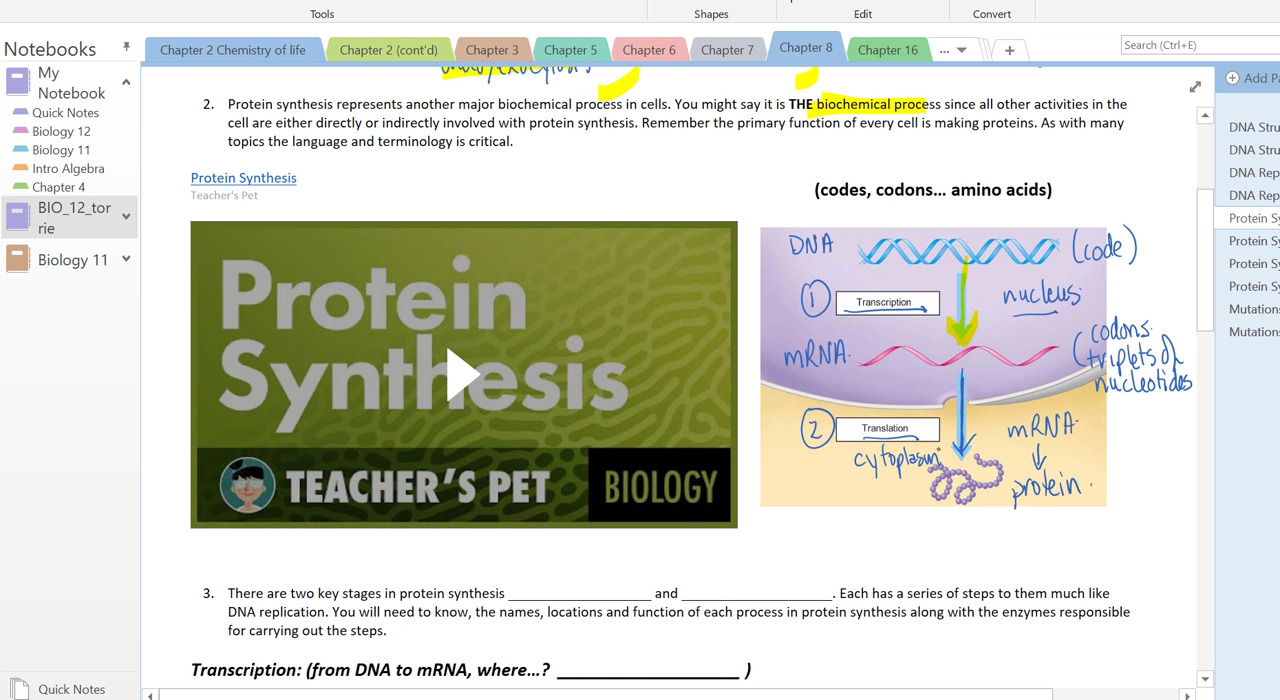 Tools
Shapes
Edit
Convert
Notebooks
Chapter 2 Chemistry of life
Chapter 2 (cont'd)
Chapter 3
Chapter 5
Chapter 6
Chapter 7
Chapter 8
Chapter 16
...
+
Search (Ctrl+E)
My
Notebook
Quick Notes
Biology 12
Biology 11
Intro Algebra
Chapter 4
BIO_12_tor
rie
Biology 11
Quick Notes
2. Protein synthesis represents another major biochemical process in cells. You might say it is THE biochemical process since all other activities in the
cell are either directly or indirectly involved with protein synthesis. Remember the primary function of every cell is making proteins. As with many
topics the language and terminology is critical.
Protein Synthesis
Teacher's Pet
Protein
Synthesis
TEACHER'S PET
BIOLOGY
(codes, codons... amino acids)
DNA
(code)
1
Transcription
nucleus
mRNA
(codons
triplets of
nucleotides
2
Translation
cytoplasm
mRNA
protein
3. There are two key stages in protein synthesis ____________________ and ____________________. Each has a series of steps to them much like
DNA replication. You will need to know, the names, locations and function of each process in protein synthesis along with the enzymes responsible
for carrying out the steps.
Transcription: (from DNA to mRNA, where...? ____________________ )
Add Pa
DNA Stru
DNA Stru
DNA Rep
DNA Rep
Protein Sy
Protein Sy
Protein Sy
Protein Sy
Mutation
Mutation